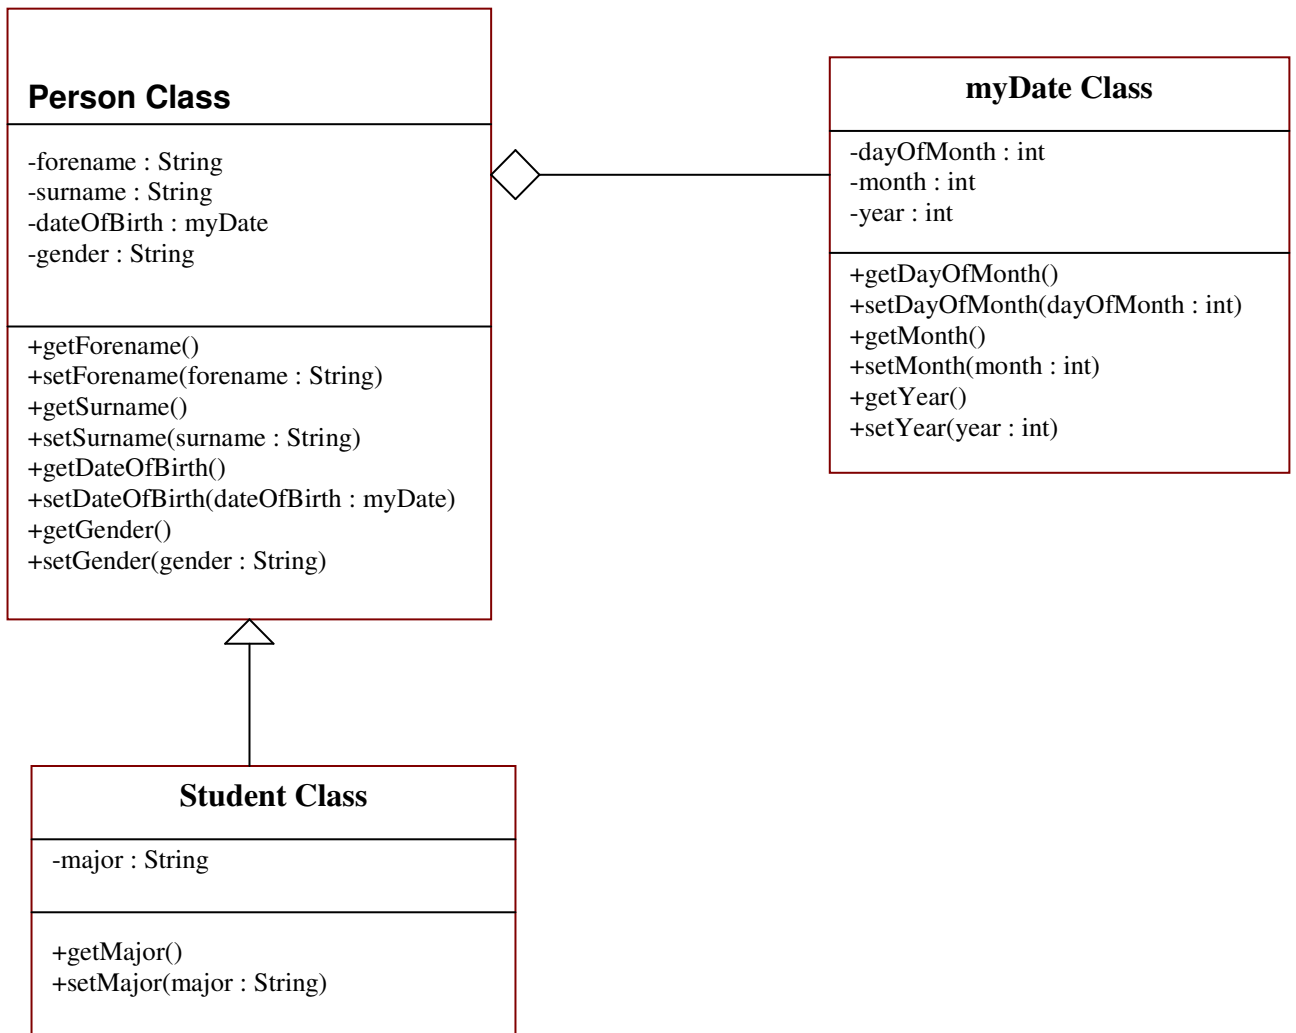 Person Class
-forename : String
-surname : String
-dateOfBirth : myDate
-gender : String
+getForename()
+setForename(forename : String)
+getSurname()
+setSurname(surname : String)
+getDateOfBirth()
+setDateOfBirth(dateOfBirth : myDate)
+getGender()
+setGender(gender : String)
myDate Class
-dayOfMonth : int
-month : int
-year : int
+getDayOfMonth()
+setDayOfMonth(dayOfMonth : int)
+getMonth()
+setMonth(month : int)
+getYear()
+setYear(year : int)
Student Class
-major : String
+getMajor()
+setMajor(major : String)